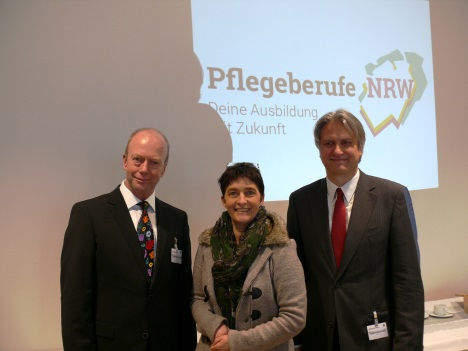 Pflegeberufe NRW
Deine Ausbildung
t Zukunft